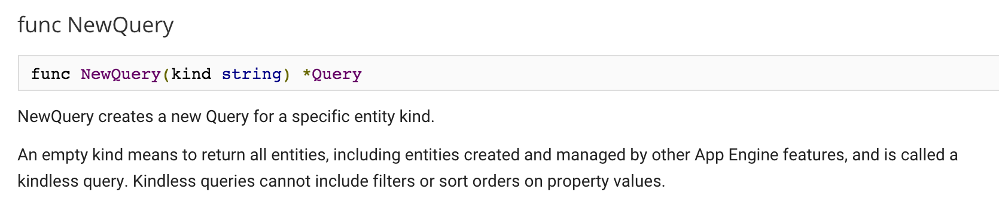 func NewQuery
func NewQuery(kind string) *Query
NewQuery creates a new Query for a specific entity kind.
An empty kind means to return all entities, including entities created and managed by other App Engine features, and is called a
kindless query. Kindless queries cannot include filters or sort orders on property values.